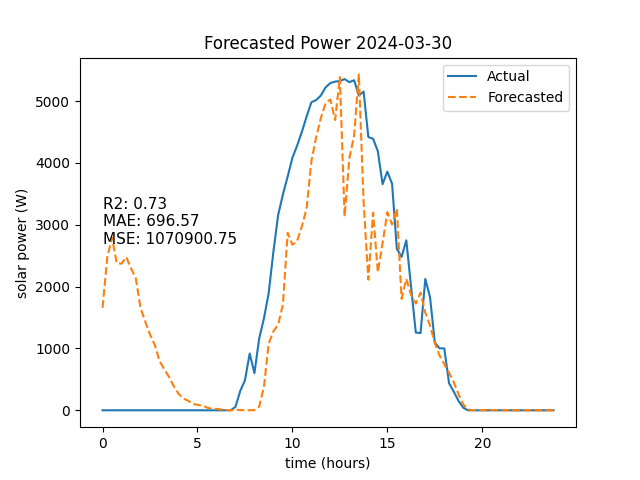 Forecasted Power 2024-03-30
Actual
Forecasted
R2: 0.73
MAE: 696.57
MSE: 1070900.75
solar power (W)
5000
4000
3000
2000
1000
0
0 5 10 15 20
time (hours)